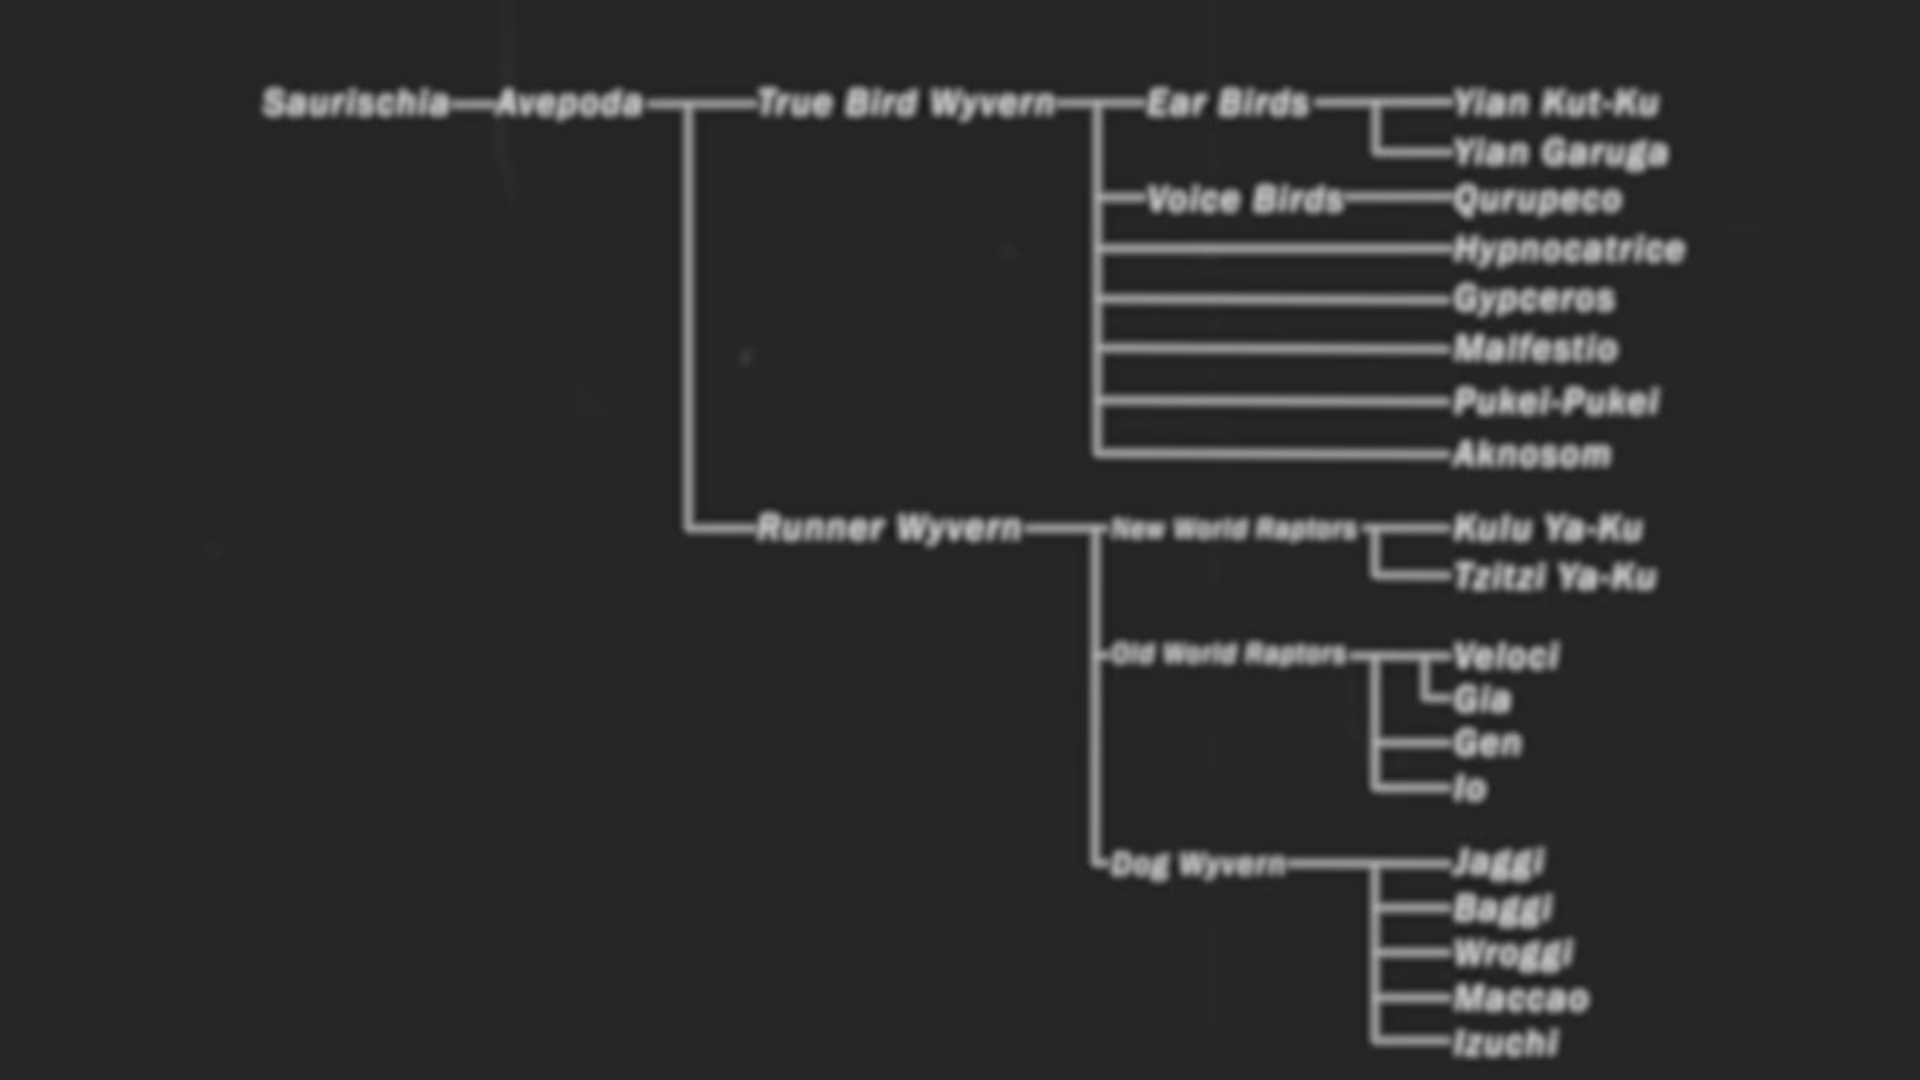 Saurischia Avepoda True Bird Wyvern Ear Birds Yian Kut-Ku
Yian Garuga
Voice Birds Qurupeco
Hypnocatrice
Gypceros
Malfestio
Pukei-Pukei
Aknosom
Runner Wyvern New World Raptors Kulu Ya-Ku
Tzitzi Ya-Ku
Old World Raptors Veloci
Gia
Gen
Io
Dog Wyvern Jaggi
Baggi
Wroggi
Maccao
Izuchi